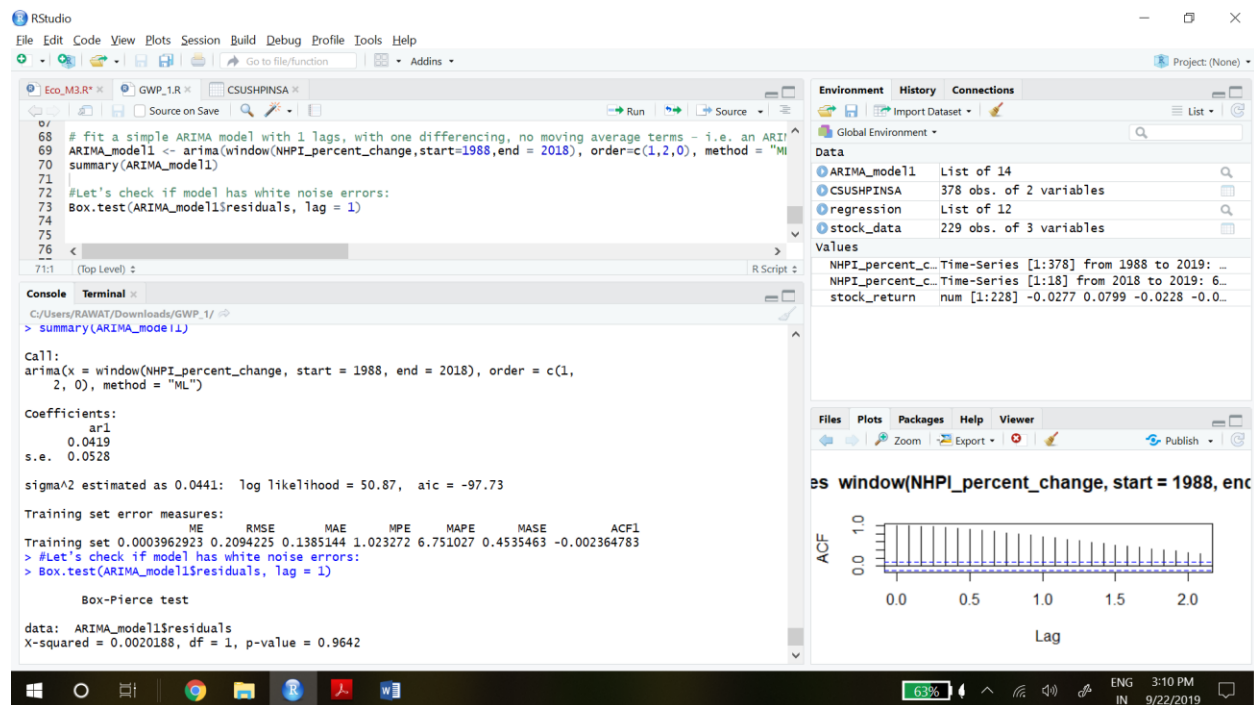 RStudio
File Edit Code View Plots Session Build Debug Profile Tools Help
Go to file/function Addins Project: (None)
Eco_M3.R* GWP_1.R CSUSHPINSA
Source on Save Run Source
67
68 # fit a simple ARIMA model with 1 lags, with one differencing, no moving average terms - i.e. an ARI
69 ARIMA_model1 <- arima(window(NHPI_percent_change,start=1988,end = 2018), order=c(1,2,0), method = "M
70 summary(ARIMA_model1)
71
72 #Let's check if model has white noise errors:
73 Box.test(ARIMA_model1$residuals, lag = 1)
74
75
76
71:1 (Top Level) R Script
Console Terminal
C:/Users/RAWAT/Downloads/GWP_1/
> summary(ARIMA_model1)
Call:
arima(x = window(NHPI_percent_change, start = 1988, end = 2018), order = c(1,
2, 0), method = "ML")
Coefficients:
ar1
0.0419
s.e. 0.0528
sigma^2 estimated as 0.0441: log likelihood = 50.87, aic = -97.73
Training set error measures:
ME RMSE MAE MPE MAPE MASE ACF1
Training set 0.0003962923 0.2094225 0.1385144 1.023272 6.751027 0.4535463 -0.002364783
> #Let's check if model has white noise errors:
> Box.test(ARIMA_model1$residuals, lag = 1)
Box-Pierce test
data: ARIMA_model1$residuals
X-squared = 0.0020188, df = 1, p-value = 0.9642
Environment History Connections
Import Dataset List
Global Environment
Data
ARIMA_model1 List of 14
CSUSHPINSA 378 obs. of 2 variables
regression List of 12
stock_data 229 obs. of 3 variables
Values
NHPI_percent_c… Time-Series [1:378] from 1988 to 2019: …
NHPI_percent_c… Time-Series [1:18] from 2018 to 2019: 6…
stock_return num [1:228] -0.0277 0.0799 -0.0228 -0.0…
Files Plots Packages Help Viewer
Zoom Export Publish
es window(NHPI_percent_change, start = 1988, end
ACF
1.0
0.0
0.0 0.5 1.0 1.5 2.0
Lag
63% ENG 3:10 PM
IN 9/22/2019